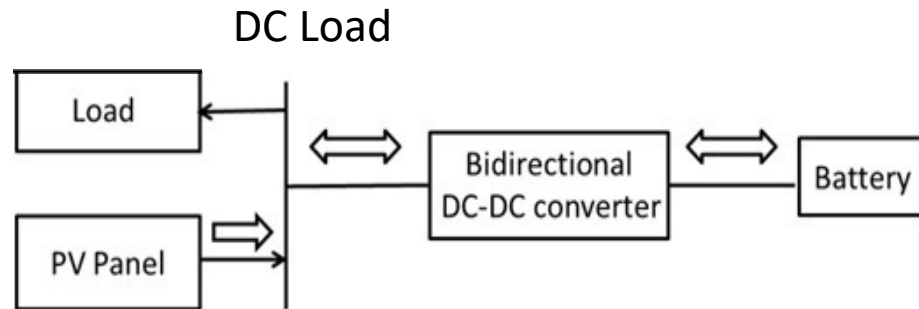 DC Load
Load
Bidirectional
DC-DC converter
Battery
PV Panel